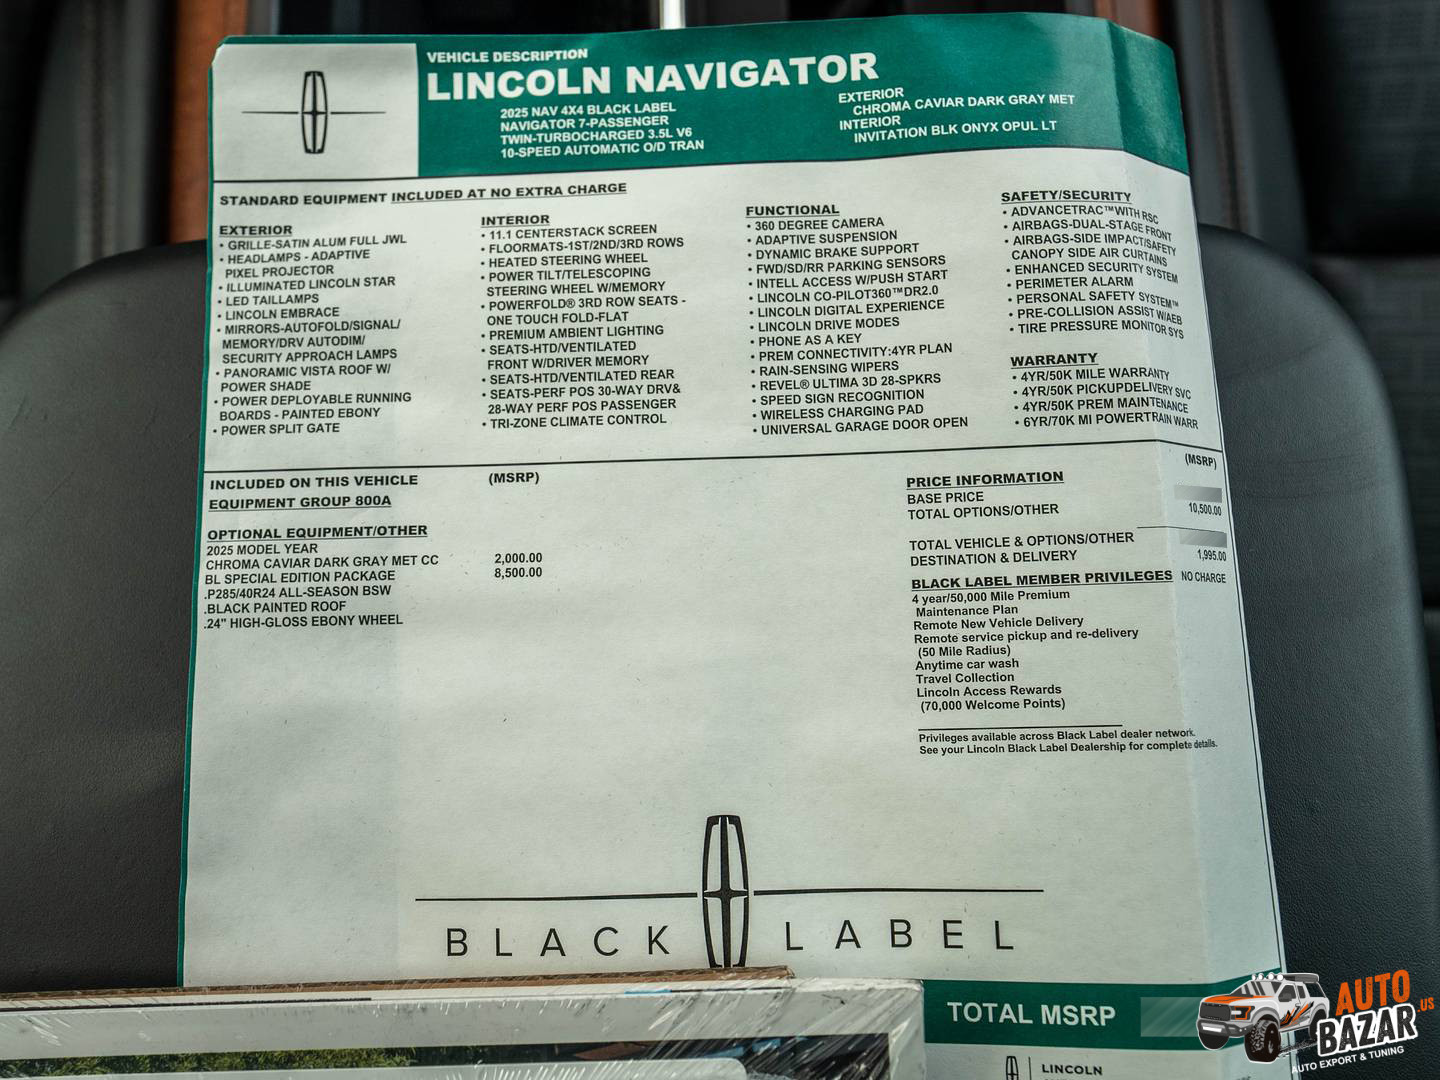 VEHICLE DESCRIPTION
LINCOLN NAVIGATOR
2025 NAV 4X4 BLACK LABEL
NAVIGATOR 7-PASSENGER
TWIN-TURBOCHARGED 3.5L V6
10-SPEED AUTOMATIC O/D TRAN
EXTERIOR
CHROMA CAVIAR DARK GRAY MET
INTERIOR
INVITATION BLK ONYX OPUL LT
STANDARD EQUIPMENT INCLUDED AT NO EXTRA CHARGE
EXTERIOR
• GRILLE-SATIN ALUM FULL JWL
• HEADLAMPS - ADAPTIVE
PIXEL PROJECTOR
• ILLUMINATED LINCOLN STAR
• LED TAILLAMPS
• LINCOLN EMBRACE
• MIRRORS-AUTOFOLD/SIGNAL/
MEMORY/DRV AUTODIM/
SECURITY APPROACH LAMPS
• PANORAMIC VISTA ROOF W/
POWER SHADE
• POWER DEPLOYABLE RUNNING
BOARDS - PAINTED EBONY
• POWER SPLIT GATE
INTERIOR
• 11.1 CENTERSTACK SCREEN
• FLOORMATS-1ST/2ND/3RD ROWS
• HEATED STEERING WHEEL
• POWER TILT/TELESCOPING
STEERING WHEEL W/MEMORY
• POWERFOLD® 3RD ROW SEATS -
ONE TOUCH FOLD-FLAT
• PREMIUM AMBIENT LIGHTING
• SEATS-HTD/VENTILATED
FRONT W/DRIVER MEMORY
• SEATS-HTD/VENTILATED REAR
• SEATS-PERF POS 30-WAY DRV&
28-WAY PERF POS PASSENGER
• TRI-ZONE CLIMATE CONTROL
FUNCTIONAL
• 360 DEGREE CAMERA
• ADAPTIVE SUSPENSION
• DYNAMIC BRAKE SUPPORT
• FWD/SD/RR PARKING SENSORS
• INTELL ACCESS W/PUSH START
• LINCOLN CO-PILOT360™DR2.0
• LINCOLN DIGITAL EXPERIENCE
• LINCOLN DRIVE MODES
• PHONE AS A KEY
• PREM CONNECTIVITY:4YR PLAN
• RAIN-SENSING WIPERS
• REVEL® ULTIMA 3D 28-SPKRS
• SPEED SIGN RECOGNITION
• WIRELESS CHARGING PAD
• UNIVERSAL GARAGE DOOR OPEN
SAFETY/SECURITY
• ADVANCETRAC™WITH RSC
• AIRBAGS-DUAL-STAGE FRONT
• AIRBAGS-SIDE IMPACT/SAFETY
CANOPY SIDE AIR CURTAINS
• ENHANCED SECURITY SYSTEM
• PERIMETER ALARM
• PERSONAL SAFETY SYSTEM™
• PRE-COLLISION ASSIST W/AEB
• TIRE PRESSURE MONITOR SYS
WARRANTY
• 4YR/50K MILE WARRANTY
• 4YR/50K PICKUPDELIVERY SVC
• 4YR/50K PREM MAINTENANCE
• 6YR/70K MI POWERTRAIN WARR
INCLUDED ON THIS VEHICLE (MSRP)
EQUIPMENT GROUP 800A
OPTIONAL EQUIPMENT/OTHER
2025 MODEL YEAR
CHROMA CAVIAR DARK GRAY MET CC 2,000.00
BL SPECIAL EDITION PACKAGE 8,500.00
.P285/40R24 ALL-SEASON BSW
.BLACK PAINTED ROOF
.24" HIGH-GLOSS EBONY WHEEL
(MSRP)
PRICE INFORMATION
BASE PRICE
TOTAL OPTIONS/OTHER 10,500.00
TOTAL VEHICLE & OPTIONS/OTHER
DESTINATION & DELIVERY 1,995.00
BLACK LABEL MEMBER PRIVILEGES NO CHARGE
4 year/50,000 Mile Premium
Maintenance Plan
Remote New Vehicle Delivery
Remote service pickup and re-delivery
(50 Mile Radius)
Anytime car wash
Travel Collection
Lincoln Access Rewards
(70,000 Welcome Points)
Privileges available across Black Label dealer network.
See your Lincoln Black Label Dealership for complete details.
BLACK LABEL
TOTAL MSRP
LINCOLN
AUTO
BAZAR.US
AUTO EXPORT & TUNING